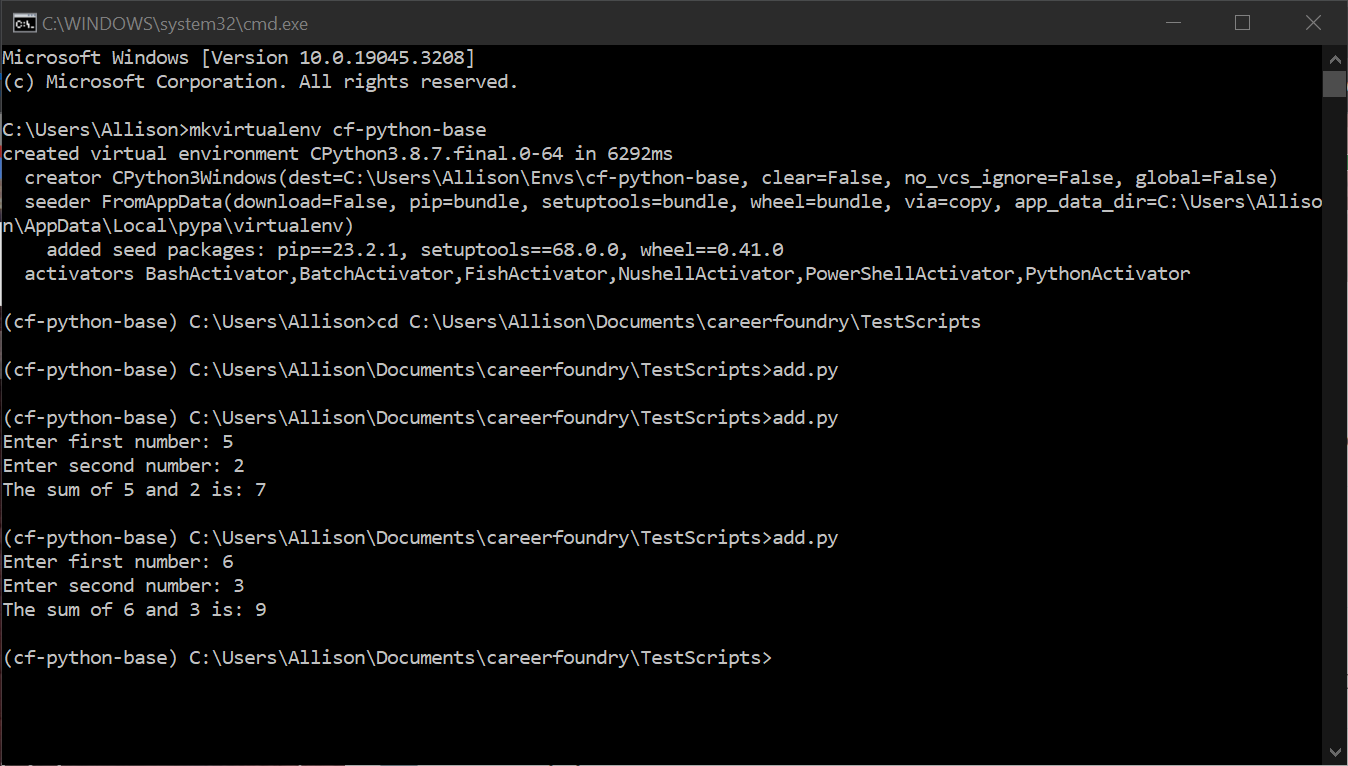 C:\WINDOWS\system32\cmd.exe
Microsoft Windows [Version 10.0.19045.3208]
(c) Microsoft Corporation. All rights reserved.
C:\Users\Allison>mkvirtualenv cf-python-base
created virtual environment CPython3.8.7.final.0-64 in 6292ms
  creator CPython3Windows(dest=C:\Users\Allison\Envs\cf-python-base, clear=False, no_vcs_ignore=False, global=False)
  seeder FromAppData(download=False, pip=bundle, setuptools=bundle, wheel=bundle, via=copy, app_data_dir=C:\Users\Alliso
n\AppData\Local\pypa\virtualenv)
    added seed packages: pip==23.2.1, setuptools==68.0.0, wheel==0.41.0
  activators BashActivator,BatchActivator,FishActivator,NushellActivator,PowerShellActivator,PythonActivator
(cf-python-base) C:\Users\Allison>cd C:\Users\Allison\Documents\careerfoundry\TestScripts
(cf-python-base) C:\Users\Allison\Documents\careerfoundry\TestScripts>add.py
(cf-python-base) C:\Users\Allison\Documents\careerfoundry\TestScripts>add.py
Enter first number: 5
Enter second number: 2
The sum of 5 and 2 is: 7
(cf-python-base) C:\Users\Allison\Documents\careerfoundry\TestScripts>add.py
Enter first number: 6
Enter second number: 3
The sum of 6 and 3 is: 9
(cf-python-base) C:\Users\Allison\Documents\careerfoundry\TestScripts>